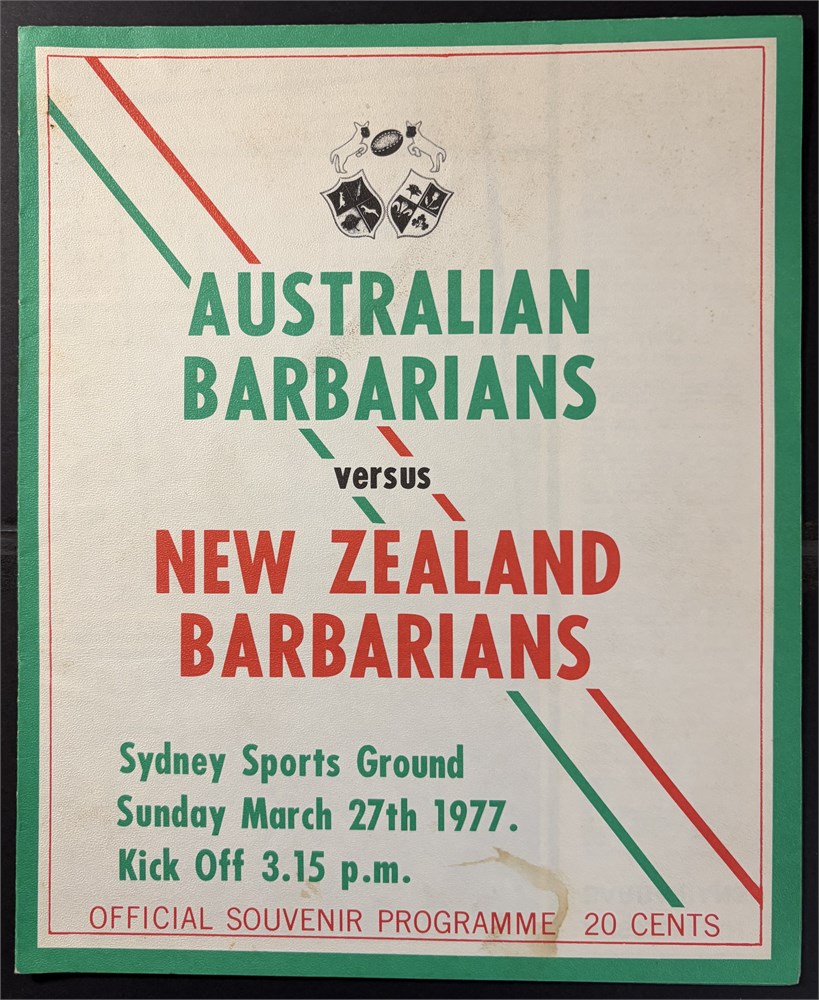 AUSTRALIAN
BARBARIANS
versus
NEW ZEALAND
BARBARIANS
Sydney Sports Ground
Sunday March 27th 1977.
Kick Off 3.15 p.m.
OFFICIAL SOUVENIR PROGRAMME 20 CENTS